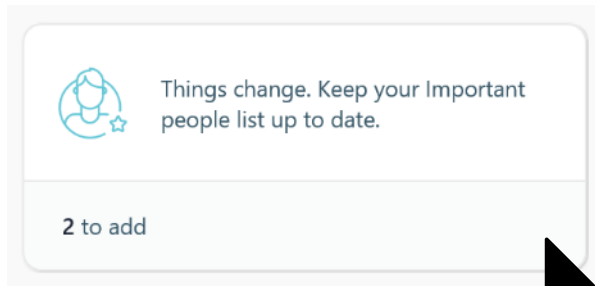 Things change. Keep your Important
people list up to date.
2 to add